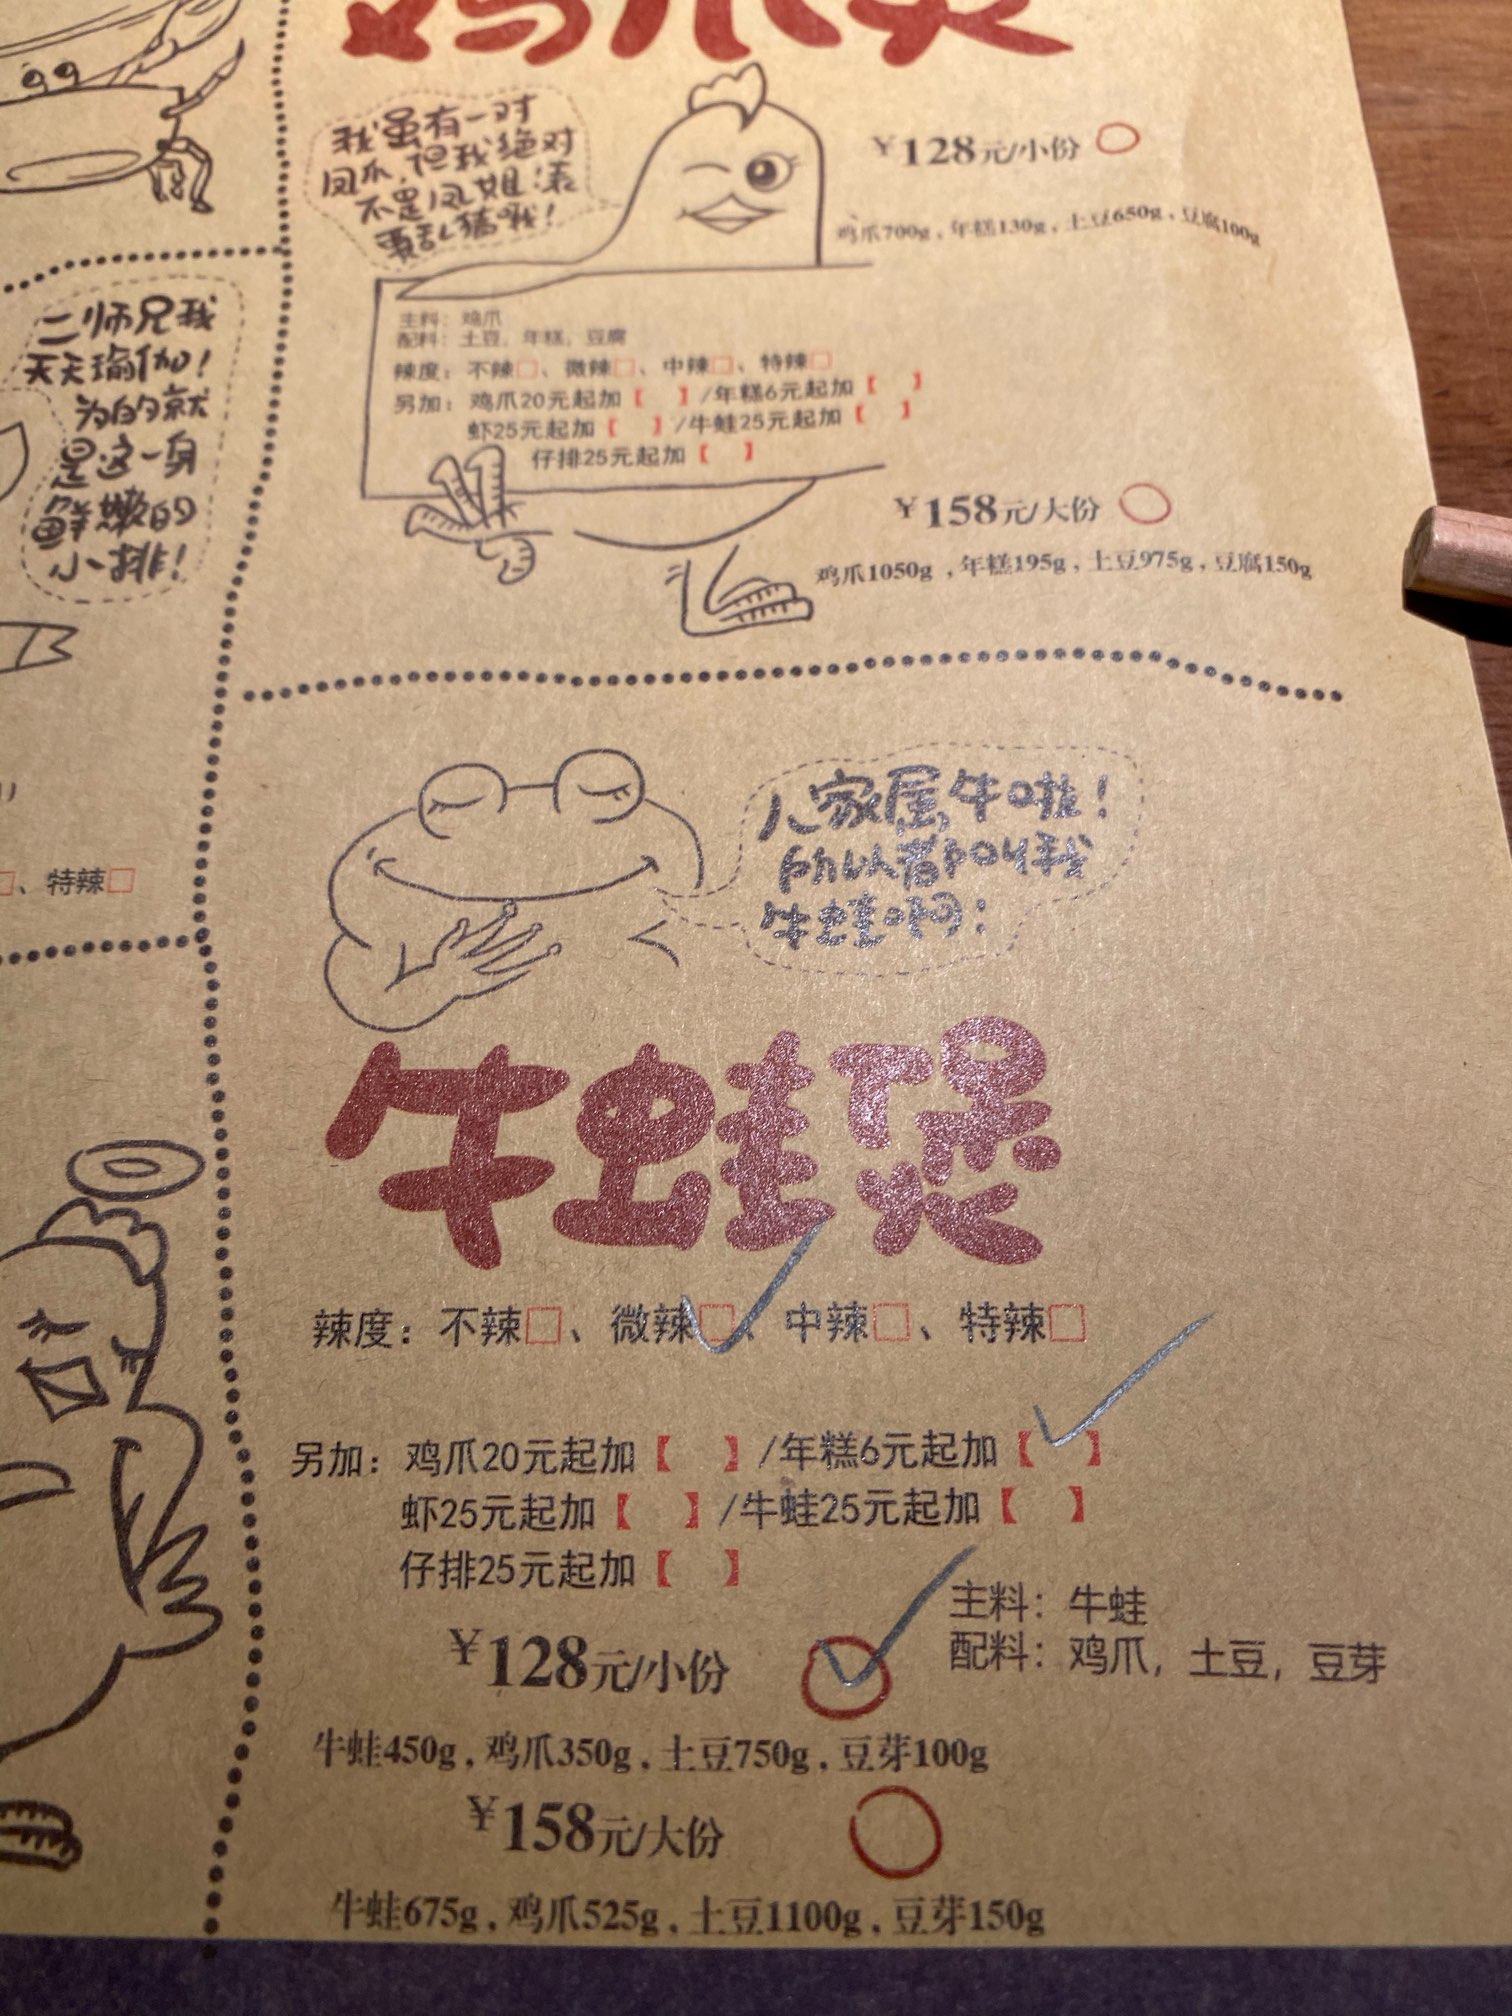 鸡爪煲
我虽有一对
凤爪,但我绝对
不是凤姐,表
要乱猜哦!
¥128元/小份
鸡爪700g,年糕130g,土豆650g,豆腐100g
主料:鸡爪
配料:土豆,年糕,豆腐
辣度:不辣□、微辣□、中辣□、特辣□
另加:鸡爪20元起加【 】/年糕6元起加【 】
虾25元起加【 】/牛蛙25元起加【 】
仔排25元起加【 】
¥158元/大份
鸡爪1050g,年糕195g,土豆975g,豆腐150g
二师兄我
天天瑜伽!
为的就
是这一身
鲜嫩的
小排!
、特辣□
人家属牛啦!
所以都叫我
牛蛙啊!
牛蛙煲
辣度:不辣□、微辣□、中辣□、特辣□
另加:鸡爪20元起加【 】/年糕6元起加【 】
虾25元起加【 】/牛蛙25元起加【 】
仔排25元起加【 】
主料:牛蛙
配料:鸡爪,土豆,豆芽
¥128元/小份
牛蛙450g,鸡爪350g,土豆750g,豆芽100g
¥158元/大份
牛蛙675g,鸡爪525g,土豆1100g,豆芽150g